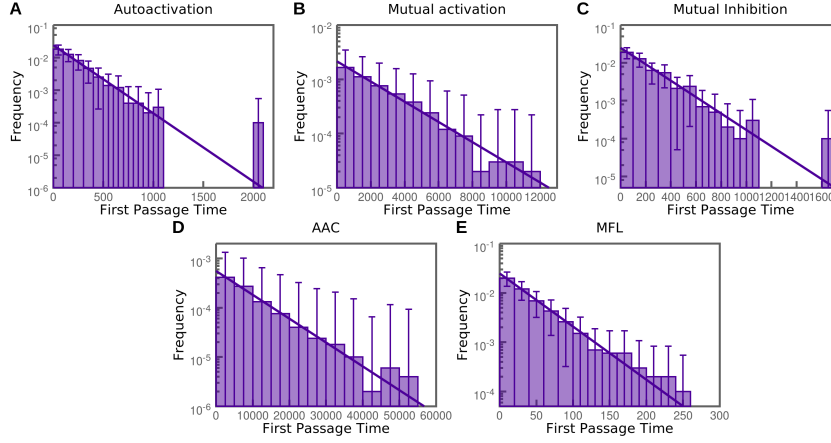 A Autoactivation
B Mutual activation
C Mutual Inhibition
10^-1
10^-2
10^-3
10^-4
10^-5
10^-6
Frequency
0 500 1000 1500 2000
First Passage Time
10^-2
10^-3
10^-4
10^-5
Frequency
0 2000 4000 6000 8000 10000 12000
First Passage Time
10^-1
10^-2
10^-3
10^-4
10^-5
Frequency
0 200 400 600 800 1000 1200 1400 1600
First Passage Time
D AAC
E MFL
10^-3
10^-4
10^-5
10^-6
Frequency
0 10000 20000 30000 40000 50000 60000
First Passage Time
10^-1
10^-2
10^-3
10^-4
Frequency
0 50 100 150 200 250 300
First Passage Time